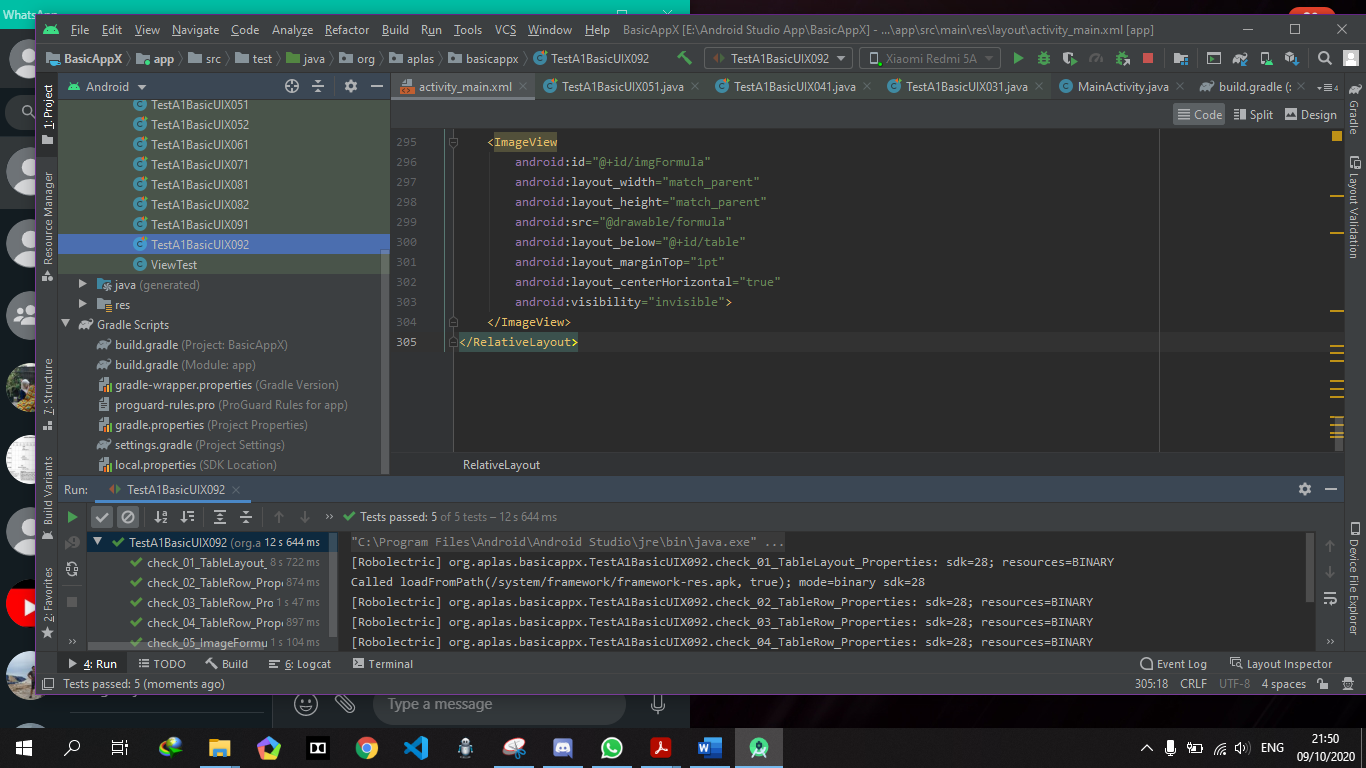 WhatsApp
File Edit View Navigate Code Analyze Refactor Build Run Tools VCS Window Help BasicAppX [E:\Android Studio App\BasicAppX] - ...\app\src\main\res\layout\activity_main.xml [app]
BasicAppX app src test java org aplas basicappx TestA1BasicUIX092 TestA1BasicUIX092 Xiaomi Redmi 5A
Android activity_main.xml TestA1BasicUIX051.java TestA1BasicUIX041.java TestA1BasicUIX031.java MainActivity.java build.gradle (:
Code Split Design
1: Project
Resource Manager
7: Structure
Build Variants
2: Favorites
TestA1BasicUIX051
TestA1BasicUIX052
TestA1BasicUIX061
TestA1BasicUIX071
TestA1BasicUIX081
TestA1BasicUIX082
TestA1BasicUIX091
TestA1BasicUIX092
ViewTest
java (generated)
res
Gradle Scripts
build.gradle (Project: BasicAppX)
build.gradle (Module: app)
gradle-wrapper.properties (Gradle Version)
proguard-rules.pro (ProGuard Rules for app)
gradle.properties (Project Properties)
settings.gradle (Project Settings)
local.properties (SDK Location)
295 <ImageView
296 android:id="@+id/imgFormula"
297 android:layout_width="match_parent"
298 android:layout_height="match_parent"
299 android:src="@drawable/formula"
300 android:layout_below="@+id/table"
301 android:layout_marginTop="1pt"
302 android:layout_centerHorizontal="true"
303 android:visibility="invisible">
304 </ImageView>
305 </RelativeLayout>
RelativeLayout
Gradle
Layout Validation
Device File Explorer
Run: TestA1BasicUIX092
Tests passed: 5 of 5 tests – 12 s 644 ms
TestA1BasicUIX092 (org.a 12 s 644 ms
check_01_TableLayout_ 8 s 722 ms
check_02_TableRow_Prop 874 ms
check_03_TableRow_Pro 1 s 47 ms
check_04_TableRow_Prop 897 ms
check_05_ImageFormu 1 s 104 ms
"C:\Program Files\Android\Android Studio\jre\bin\java.exe" ...
[Robolectric] org.aplas.basicappx.TestA1BasicUIX092.check_01_TableLayout_Properties: sdk=28; resources=BINARY
Called loadFromPath(/system/framework/framework-res.apk, true); mode=binary sdk=28
[Robolectric] org.aplas.basicappx.TestA1BasicUIX092.check_02_TableRow_Properties: sdk=28; resources=BINARY
[Robolectric] org.aplas.basicappx.TestA1BasicUIX092.check_03_TableRow_Properties: sdk=28; resources=BINARY
[Robolectric] org.aplas.basicappx.TestA1BasicUIX092.check_04_TableRow_Properties: sdk=28; resources=BINARY
4: Run TODO Build 6: Logcat Terminal Event Log Layout Inspector
Tests passed: 5 (moments ago) 305:18 CRLF UTF-8 4 spaces
Type a message
ENG
21:50
09/10/2020